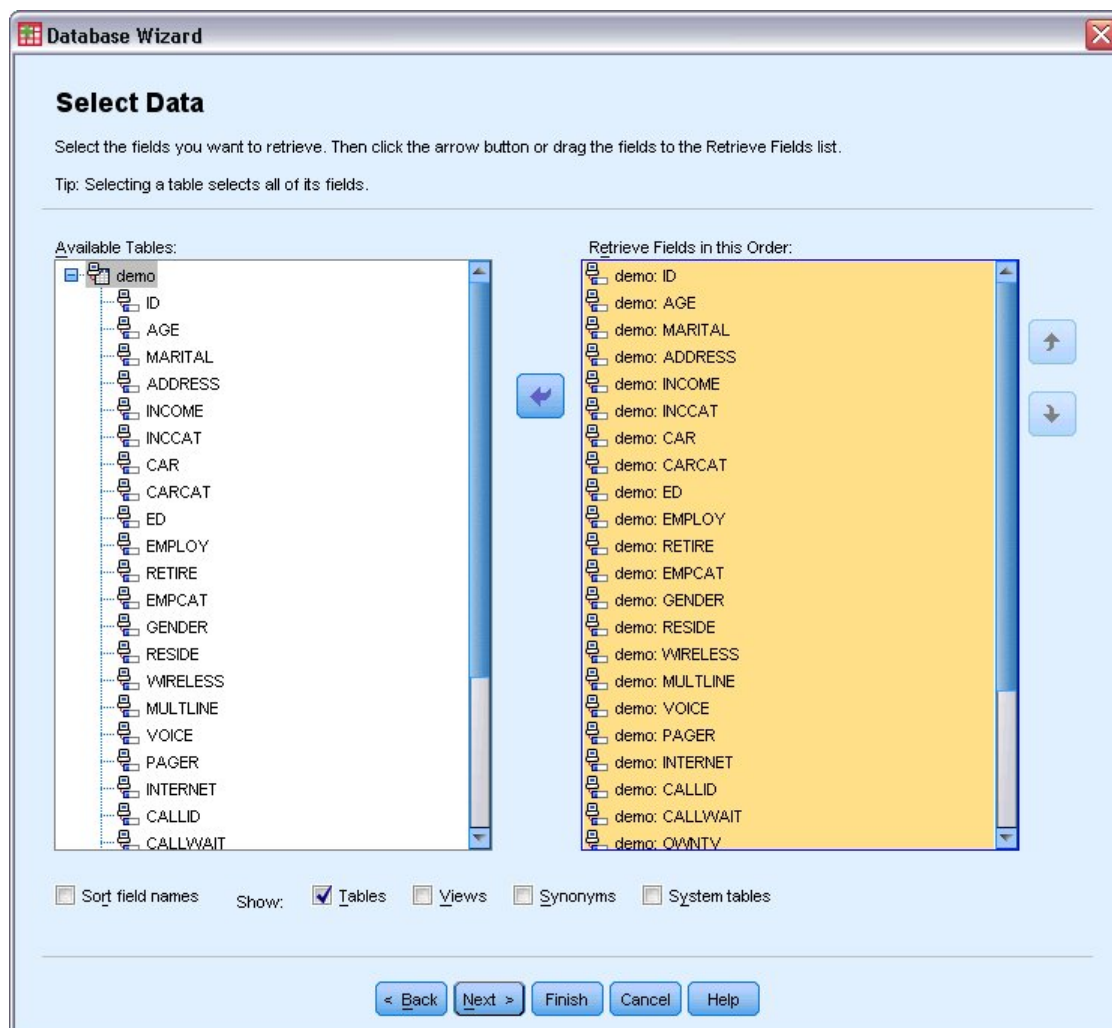 Database Wizard
Select Data
Select the fields you want to retrieve. Then click the arrow button or drag the fields to the Retrieve Fields list.
Tip: Selecting a table selects all of its fields.
Available Tables:
demo
ID
AGE
MARITAL
ADDRESS
INCOME
INCCAT
CAR
CARCAT
ED
EMPLOY
RETIRE
EMPCAT
GENDER
RESIDE
WIRELESS
MULTLINE
VOICE
PAGER
INTERNET
CALLID
CALLWAIT
Retrieve Fields in this Order:
demo: ID
demo: AGE
demo: MARITAL
demo: ADDRESS
demo: INCOME
demo: INCCAT
demo: CAR
demo: CARCAT
demo: ED
demo: EMPLOY
demo: RETIRE
demo: EMPCAT
demo: GENDER
demo: RESIDE
demo: WIRELESS
demo: MULTLINE
demo: VOICE
demo: PAGER
demo: INTERNET
demo: CALLID
demo: CALLWAIT
demo: OWNTV
Sort field names Show: Tables Views Synonyms System tables
< Back Next > Finish Cancel Help